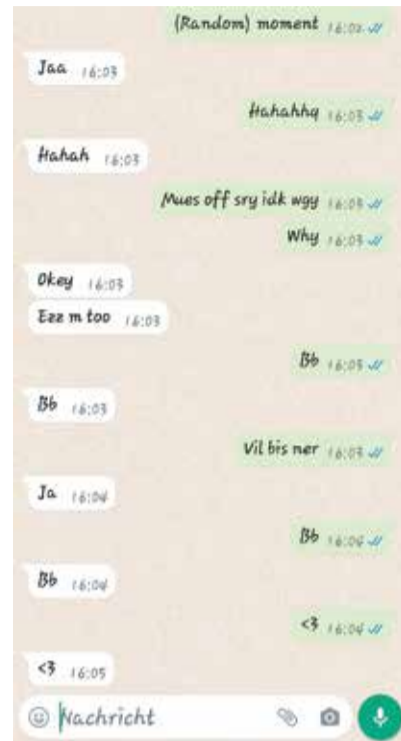 (Random) moment 16:02
Jaa 16:03
Hahahhq 16:03
Hahah 16:03
Mues off sry idk wgy 16:03
Why 16:03
Okey 16:03
Ezz m too 16:03
Bb 16:03
Bb 16:03
Vil bis ner 16:03
Ja 16:04
Bb 16:04
Bb 16:04
<3 16:04
<3 16:05
Nachricht